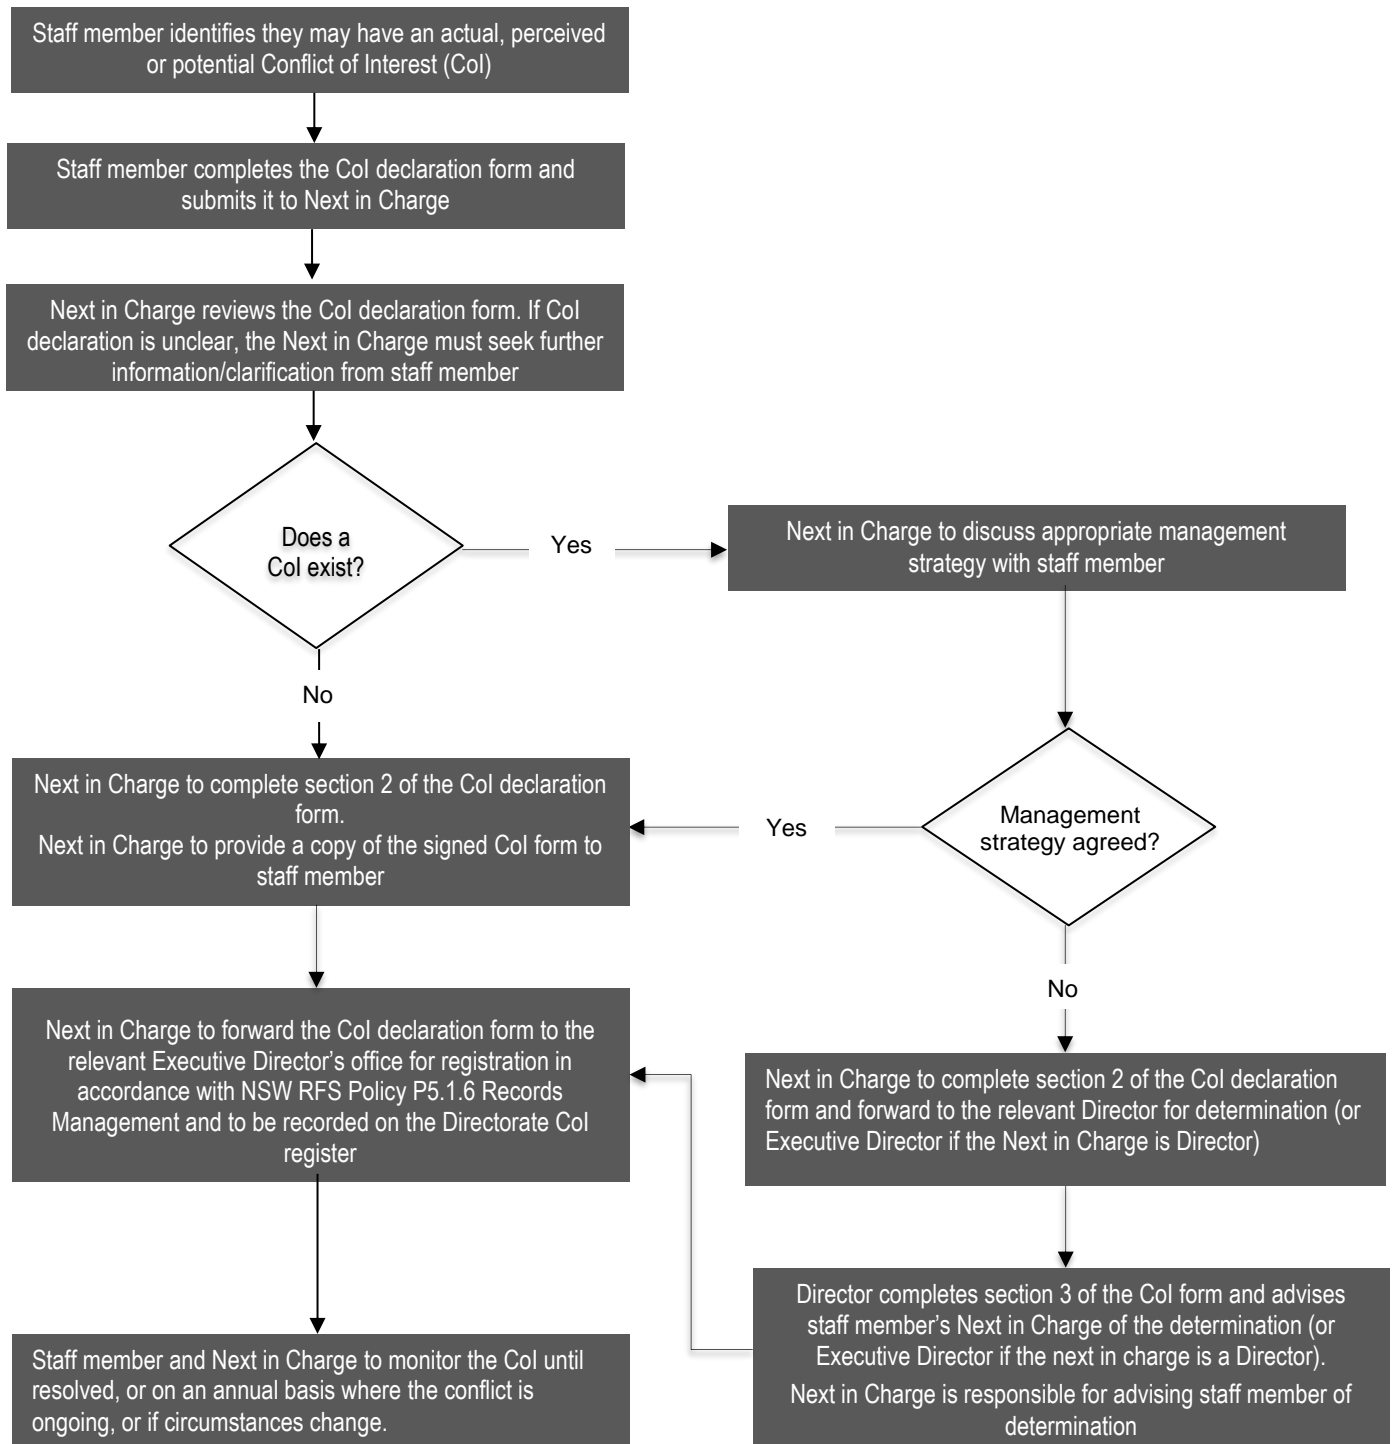 Staff member identifies they may have an actual, perceived
or potential Conflict of Interest (CoI)
Staff member completes the CoI declaration form and
submits it to Next in Charge
Next in Charge reviews the CoI declaration form. If CoI
declaration is unclear, the Next in Charge must seek further
information/clarification from staff member
Does a
CoI exist?
Yes
Next in Charge to discuss appropriate management
strategy with staff member
No
Next in Charge to complete section 2 of the CoI declaration
form.
Next in Charge to provide a copy of the signed CoI form to
staff member
Yes
Management
strategy agreed?
No
Next in Charge to forward the CoI declaration form to the
relevant Executive Director’s office for registration in
accordance with NSW RFS Policy P5.1.6 Records
Management and to be recorded on the Directorate CoI
register
Next in Charge to complete section 2 of the CoI declaration
form and forward to the relevant Director for determination (or
Executive Director if the Next in Charge is Director)
Director completes section 3 of the CoI form and advises
staff member’s Next in Charge of the determination (or
Executive Director if the next in charge is a Director).
Next in Charge is responsible for advising staff member of
determination
Staff member and Next in Charge to monitor the CoI until
resolved, or on an annual basis where the conflict is
ongoing, or if circumstances change.